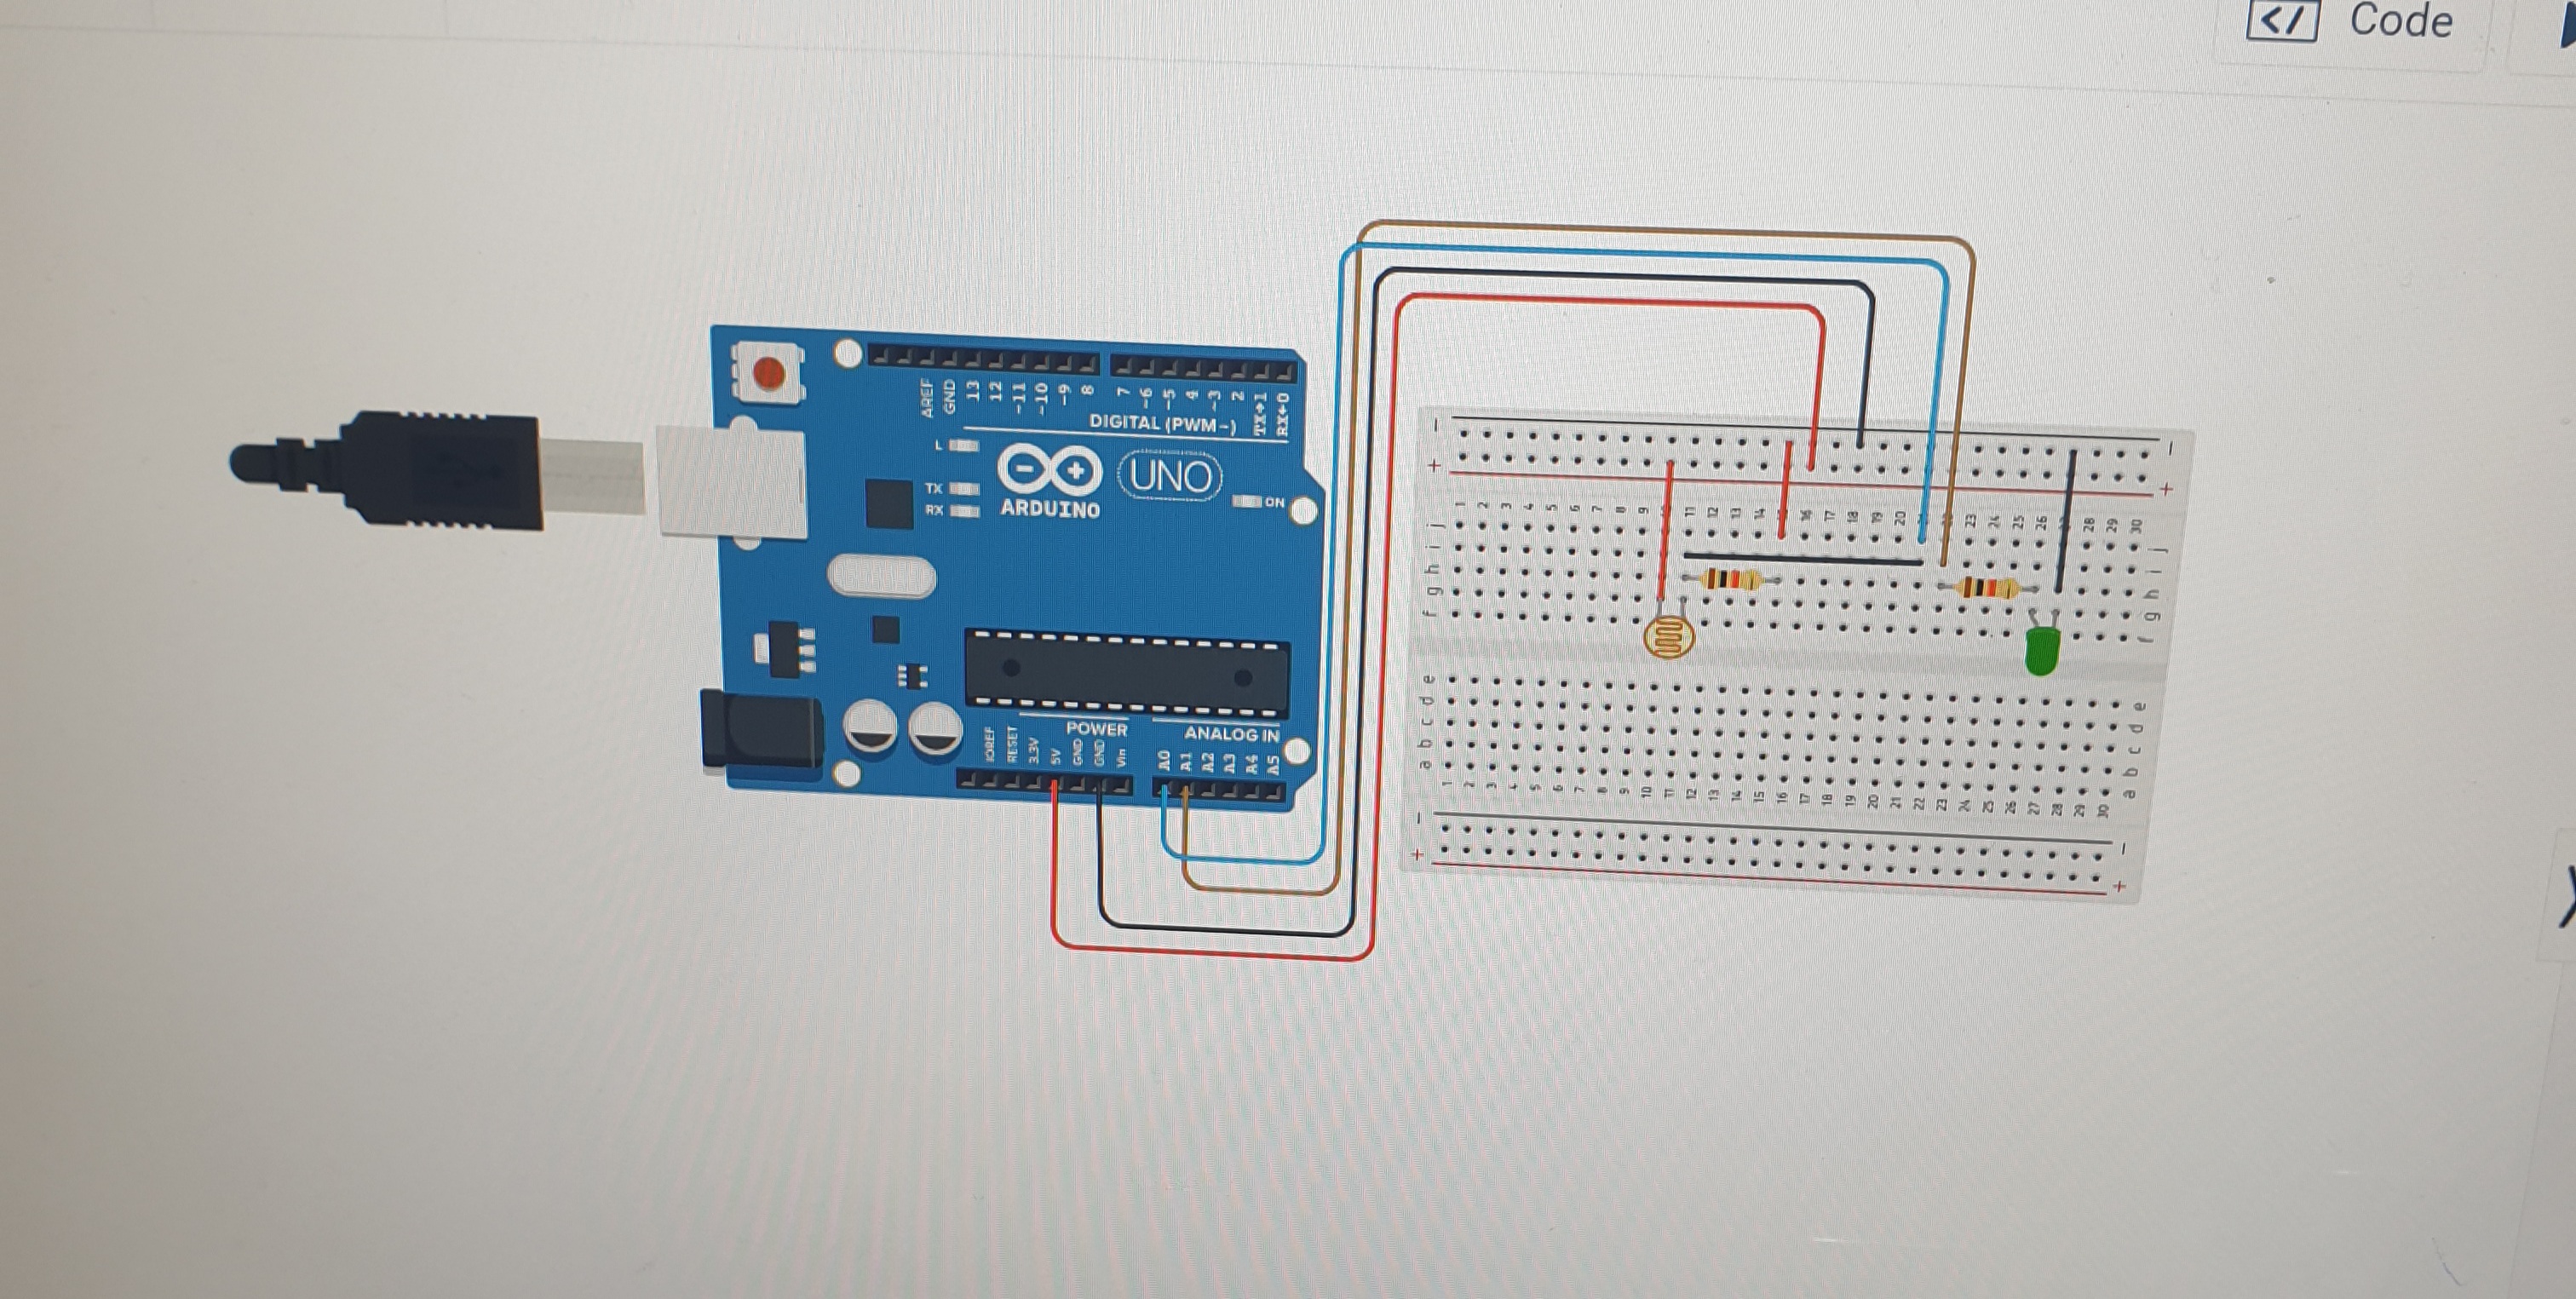 </> Code
AREF
GND
13
12
~11
~10
~9
8
7
~6
~5
4
~3
2
TX→1
RX←0
DIGITAL (PWM~)
L
TX
RX
ARDUINO
UNO
ON
POWER
ANALOG IN
IOREF
RESET
3.3V
5V
GND
GND
Vin
A0
A1
A2
A3
A4
A5
− −
+ +
1 2 3 4 5 6 7 8 9 11 12 13 14 16 17 18 19 20 23 24 25 26 28 29 30
j j
i i
h h
g g
f f
e e
d d
c c
b b
a a
1 2 3 4 5 6 7 8 9 10 11 12 13 14 15 16 17 18 19 20 21 22 23 24 25 26 27 28 29 30
− −
+ +